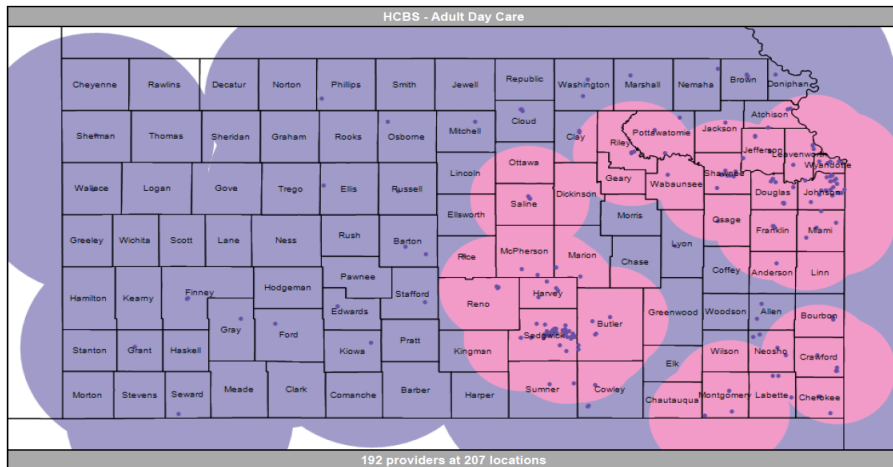 HCBS - Adult Day Care
Cheyenne Rawlins Decatur Norton Phillips Smith Jewell Republic Washington Marshall Nemaha Brown Doniphan
Sherman Thomas Sheridan Graham Rooks Osborne Mitchell Cloud Clay Riley Pottawatomie Jackson Atchison
Jefferson Leavenworth Wyandotte
Wallace Logan Gove Trego Ellis Russell Lincoln Ottawa Dickinson Geary Wabaunsee Shawnee Douglas Johnson
Ellsworth Saline Morris
Greeley Wichita Scott Lane Ness Rush Barton Rice McPherson Marion Chase Lyon Osage Franklin Miami
Hamilton Kearny Finney Hodgeman Pawnee Stafford Reno Harvey Coffey Anderson Linn
Gray Ford Edwards Sedgwick Butler Greenwood Woodson Allen Bourbon
Stanton Grant Haskell Kiowa Pratt Kingman Elk Wilson Neosho Crawford
Morton Stevens Seward Meade Clark Comanche Barber Harper Sumner Cowley Chautauqua Montgomery Labette Cherokee
192 providers at 207 locations